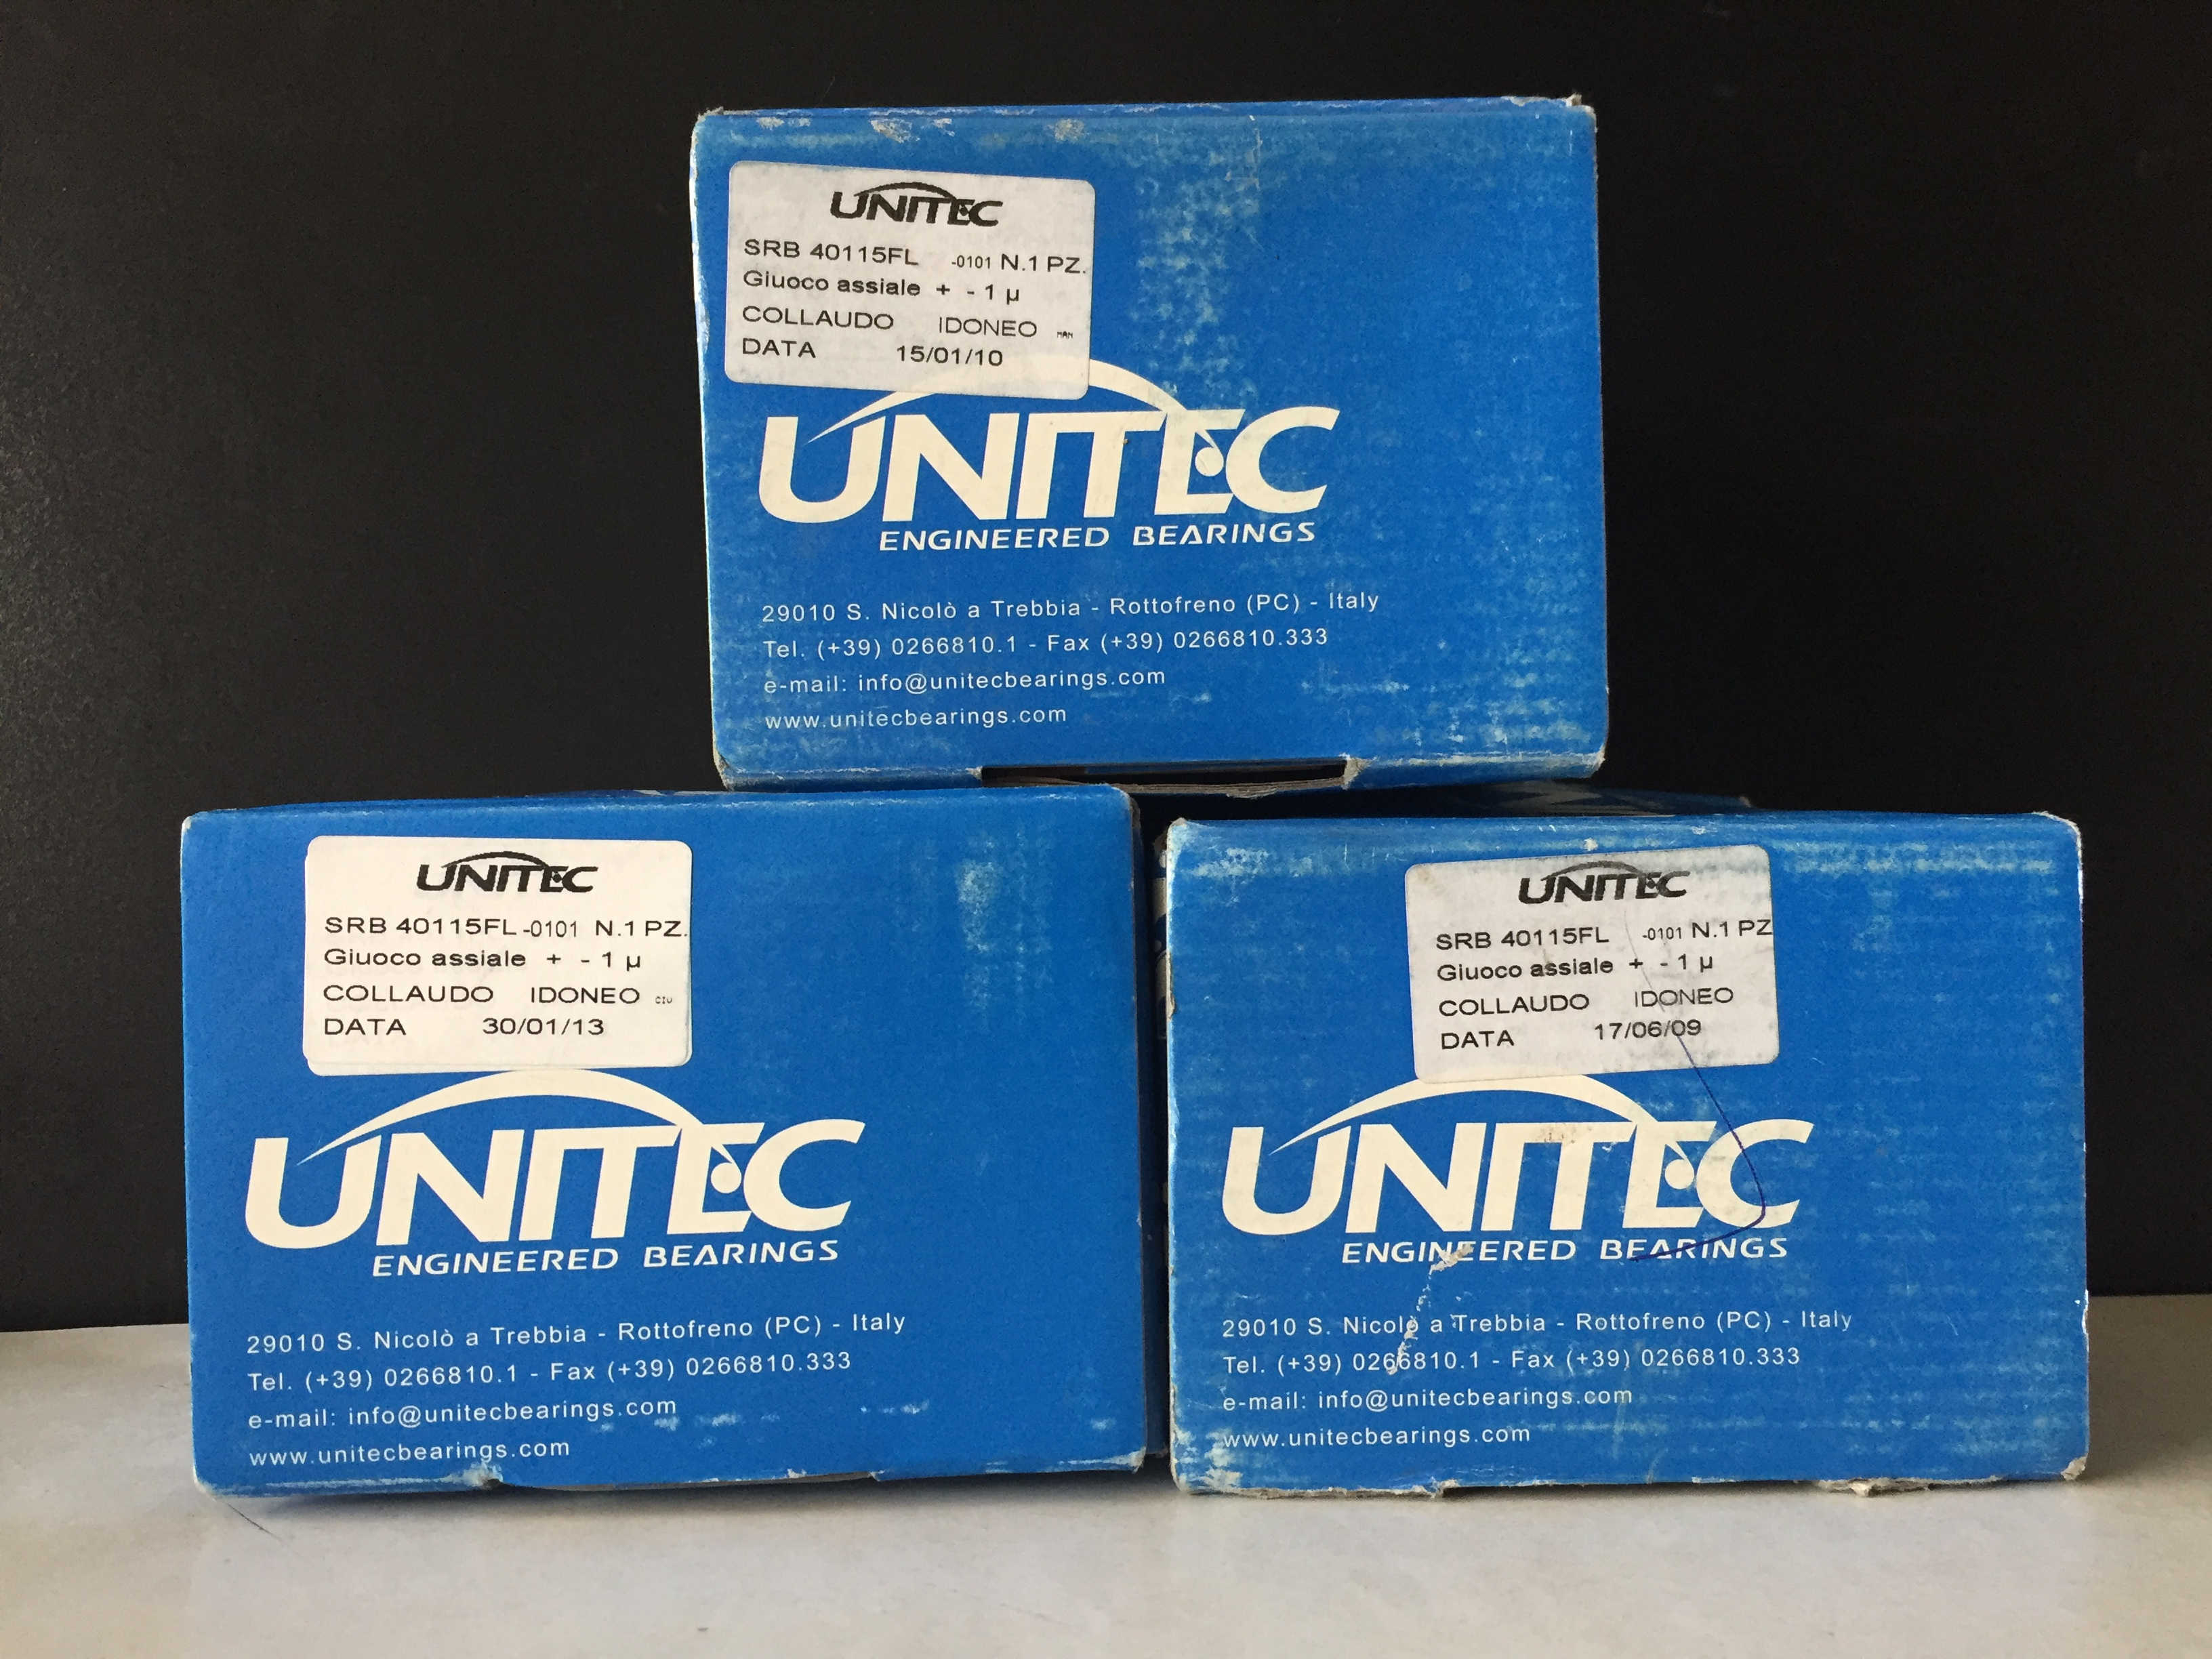 UNITEC
SRB 40115FL -0101 N.1 PZ.
Giuoco assiale + - 1 µ
COLLAUDO IDONEO MAN
DATA 15/01/10
UNITEC
ENGINEERED BEARINGS
29010 S. Nicolò a Trebbia - Rottofreno (PC) - Italy
Tel. (+39) 0266810.1 - Fax (+39) 0266810.333
e-mail: info@unitecbearings.com
www.unitecbearings.com
UNITEC
SRB 40115FL -0101 N.1 PZ.
Giuoco assiale + - 1 µ
COLLAUDO IDONEO
DATA 30/01/13
UNITEC
ENGINEERED BEARINGS
29010 S. Nicolò a Trebbia - Rottofreno (PC) - Italy
Tel. (+39) 0266810.1 - Fax (+39) 0266810.333
e-mail: info@unitecbearings.com
www.unitecbearings.com
UNITEC
SRB 40115FL -0101 N.1 PZ
Giuoco assiale + - 1 µ
COLLAUDO IDONEO
DATA 17/06/09
UNITEC
ENGINEERED BEARINGS
29010 S. Nicolò a Trebbia - Rottofreno (PC) - Italy
Tel. (+39) 0266810.1 - Fax (+39) 0266810.333
e-mail: info@unitecbearings.com
www.unitecbearings.com